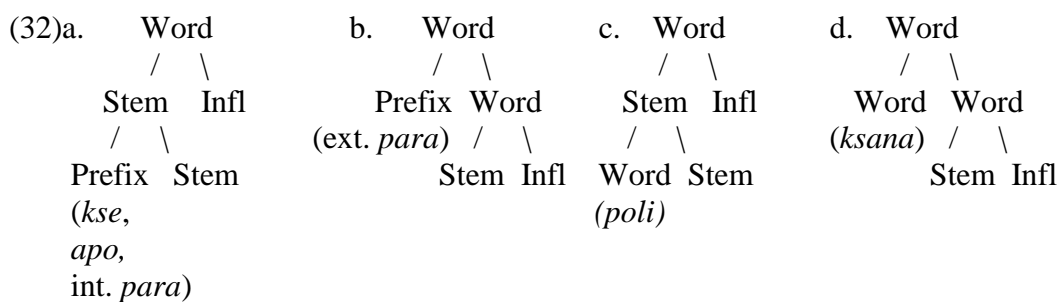 (32)a. Word b. Word c. Word d. Word
/ \ / \ / \ / \
Stem Infl Prefix Word Stem Infl Word Word
/ \ (ext. para) / \ / \ (ksana) / \
Prefix Stem Stem Infl Word Stem Stem Infl
(kse, (poli)
apo,
int. para)